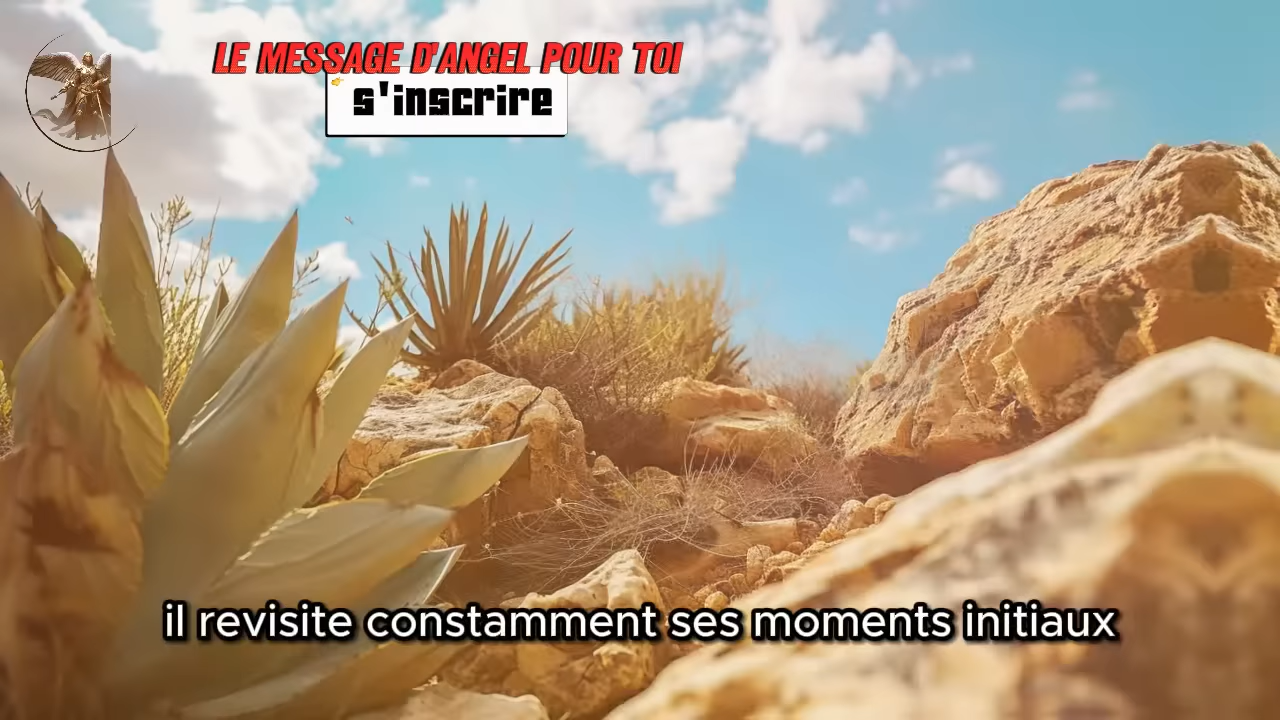 LE MESSAGE D'ANGEL POUR TOI
s'inscrire
il revisite constamment ses moments initiaux